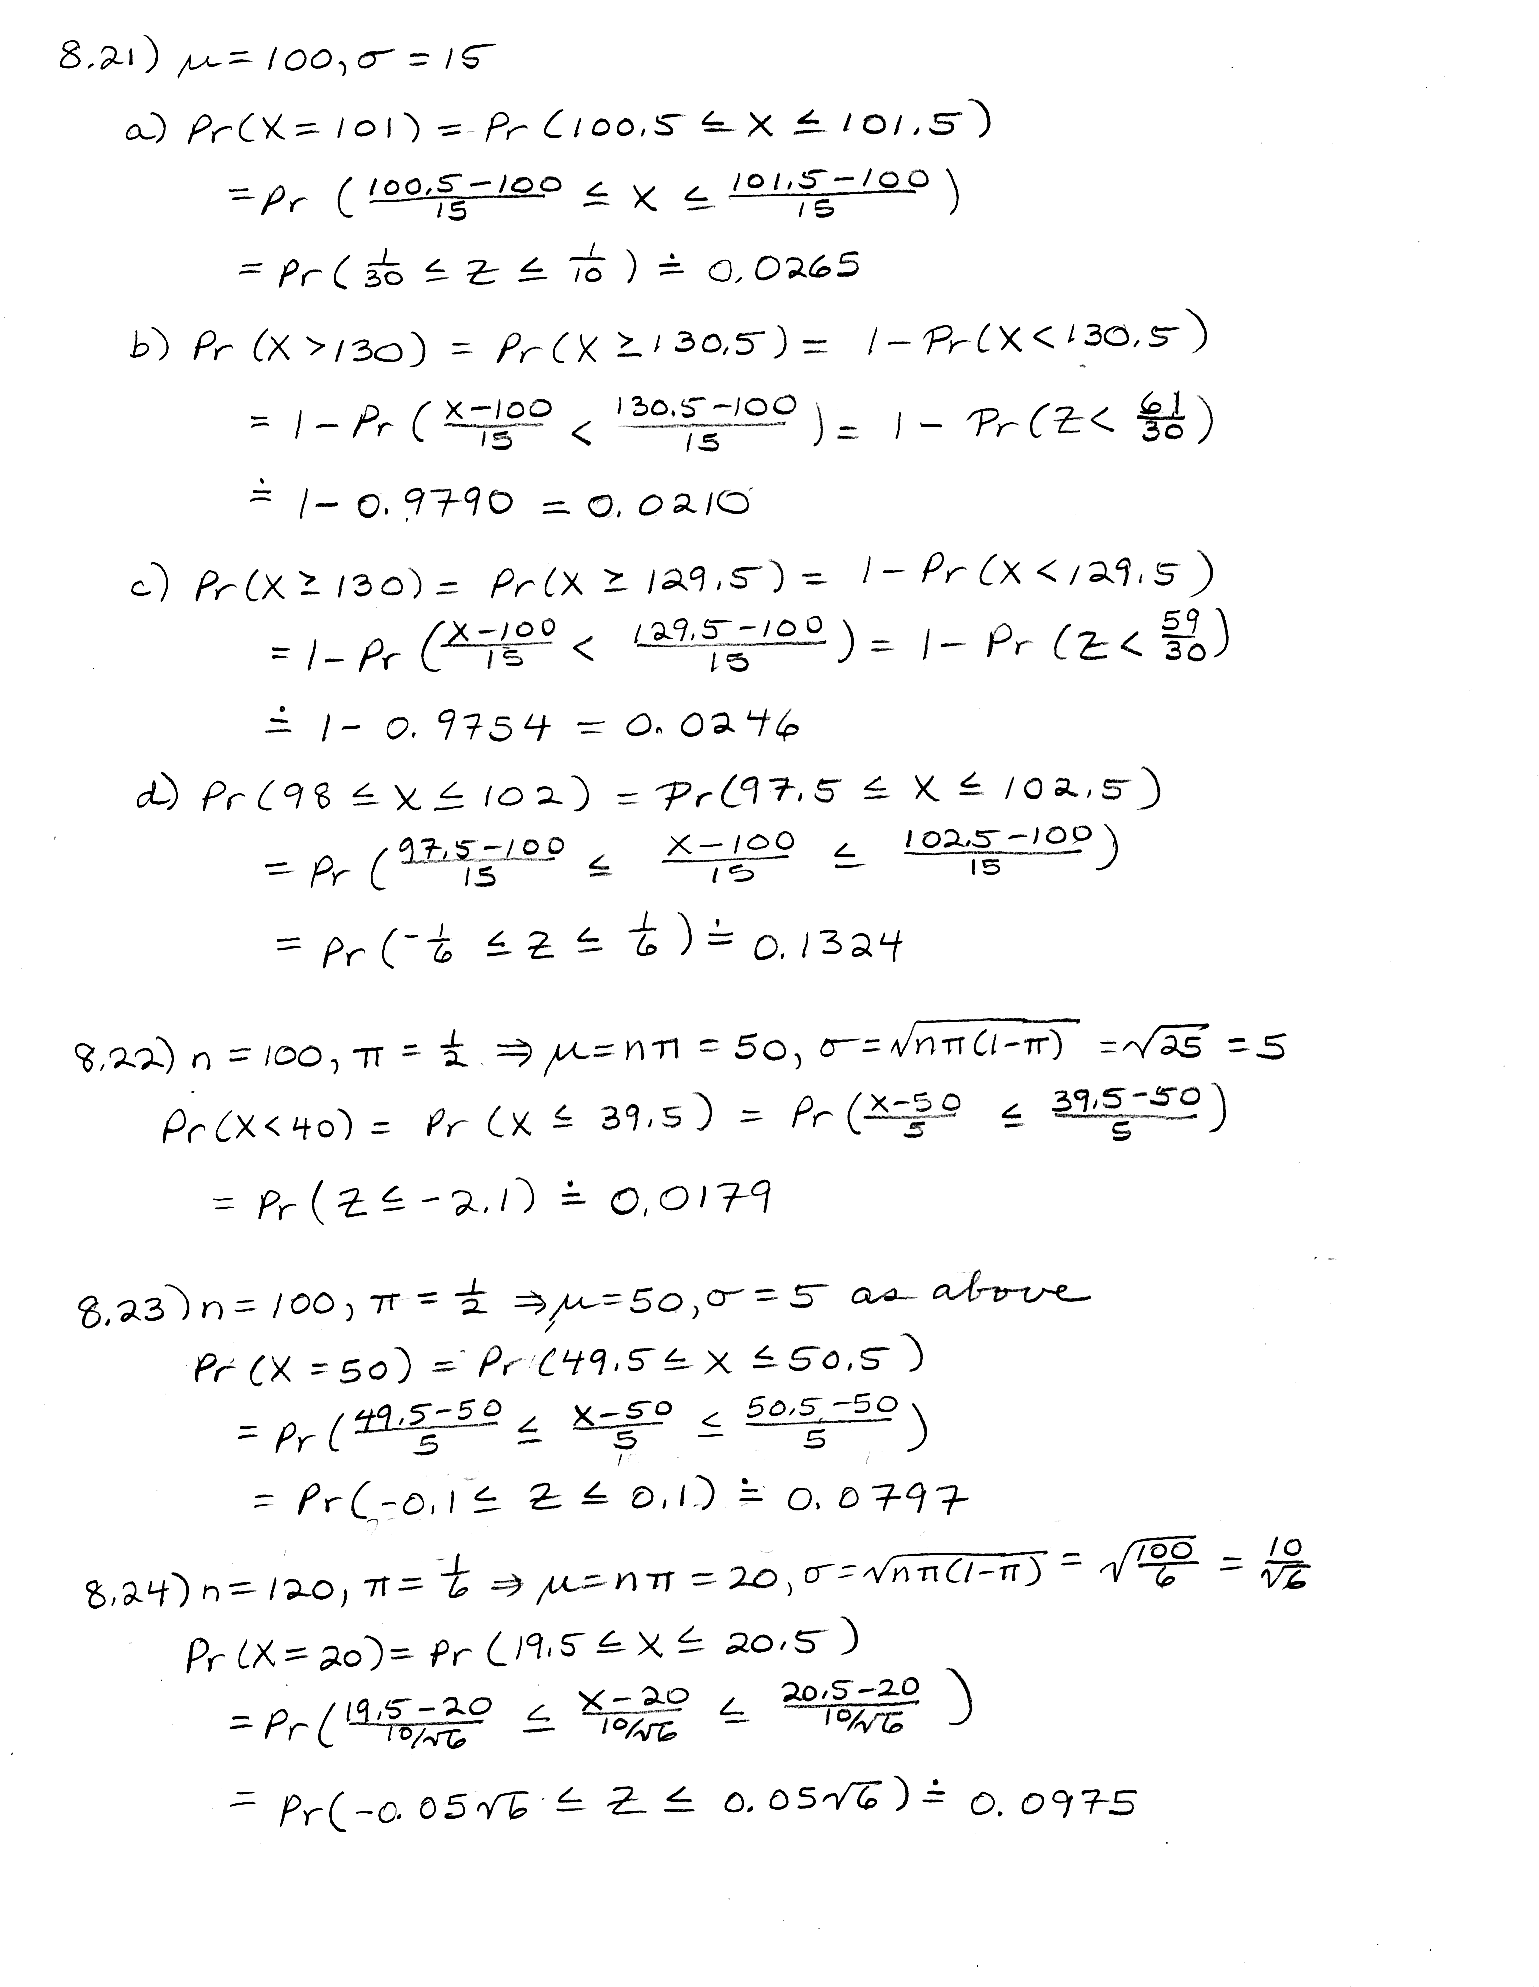 8.21) μ = 100, σ = 15
a) Pr(X = 101) = Pr(100.5 ≤ X ≤ 101.5)
= Pr ( (100.5-100)/15 ≤ X ≤ (101.5-100)/15 )
= Pr( 1/30 ≤ Z ≤ 1/10 ) ≐ 0.0265
b) Pr (X > 130) = Pr(X ≥ 130.5) = 1 - Pr(X < 130.5)
= 1 - Pr ( (X-100)/15 < (130.5-100)/15 ) = 1 - Pr(Z < 61/30)
≐ 1 - 0.9790 = 0.0210
c) Pr(X ≥ 130) = Pr(X ≥ 129.5) = 1 - Pr(X < 129.5)
= 1 - Pr ( (X-100)/15 < (129.5-100)/15 ) = 1 - Pr (Z < 59/30)
≐ 1 - 0.9754 = 0.0246
d) Pr(98 ≤ X ≤ 102) = Pr(97.5 ≤ X ≤ 102.5)
= Pr ( (97.5-100)/15 ≤ (X-100)/15 ≤ (102.5-100)/15 )
= Pr(-1/6 ≤ Z ≤ 1/6) ≐ 0.1324
8.22) n = 100, π = 1/2 ⇒ μ = nπ = 50, σ = √(nπ(1-π)) = √25 = 5
Pr(X < 40) = Pr (X ≤ 39.5) = Pr ( (X-50)/5 ≤ (39.5-50)/5 )
= Pr(Z ≤ -2.1) ≐ 0.0179
8.23) n = 100, π = 1/2 ⇒ μ = 50, σ = 5 as above
Pr (X = 50) = Pr(49.5 ≤ X ≤ 50.5)
= Pr ( (49.5-50)/5 ≤ (X-50)/5 ≤ (50.5-50)/5 )
= Pr(-0.1 ≤ Z ≤ 0.1) ≐ 0.0797
8.24) n = 120, π = 1/6 ⇒ μ = nπ = 20, σ = √(nπ(1-π)) = √(100/6) = 10/√6
Pr(X = 20) = Pr (19.5 ≤ X ≤ 20.5)
= Pr ( (19.5-20)/(10/√6) ≤ (X-20)/(10/√6) ≤ (20.5-20)/(10/√6) )
= Pr(-0.05√6 ≤ Z ≤ 0.05√6) ≐ 0.0975